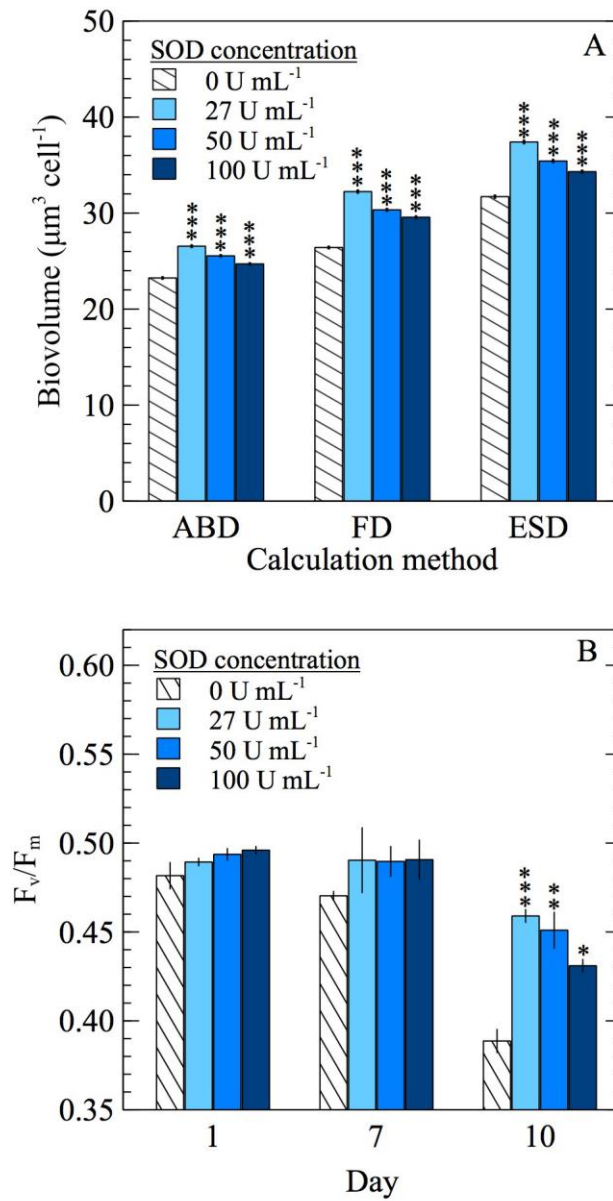 A
SOD concentration
0 U mL⁻¹
27 U mL⁻¹
50 U mL⁻¹
100 U mL⁻¹
Biovolume (μm³ cell⁻¹)
50
40
30
20
10
0
*** *** ***
*** *** ***
*** *** ***
ABD FD ESD
Calculation method
B
SOD concentration
0 U mL⁻¹
27 U mL⁻¹
50 U mL⁻¹
100 U mL⁻¹
Fᵥ/Fₘ
0.60
0.55
0.50
0.45
0.40
0.35
*** ** *
1 7 10
Day